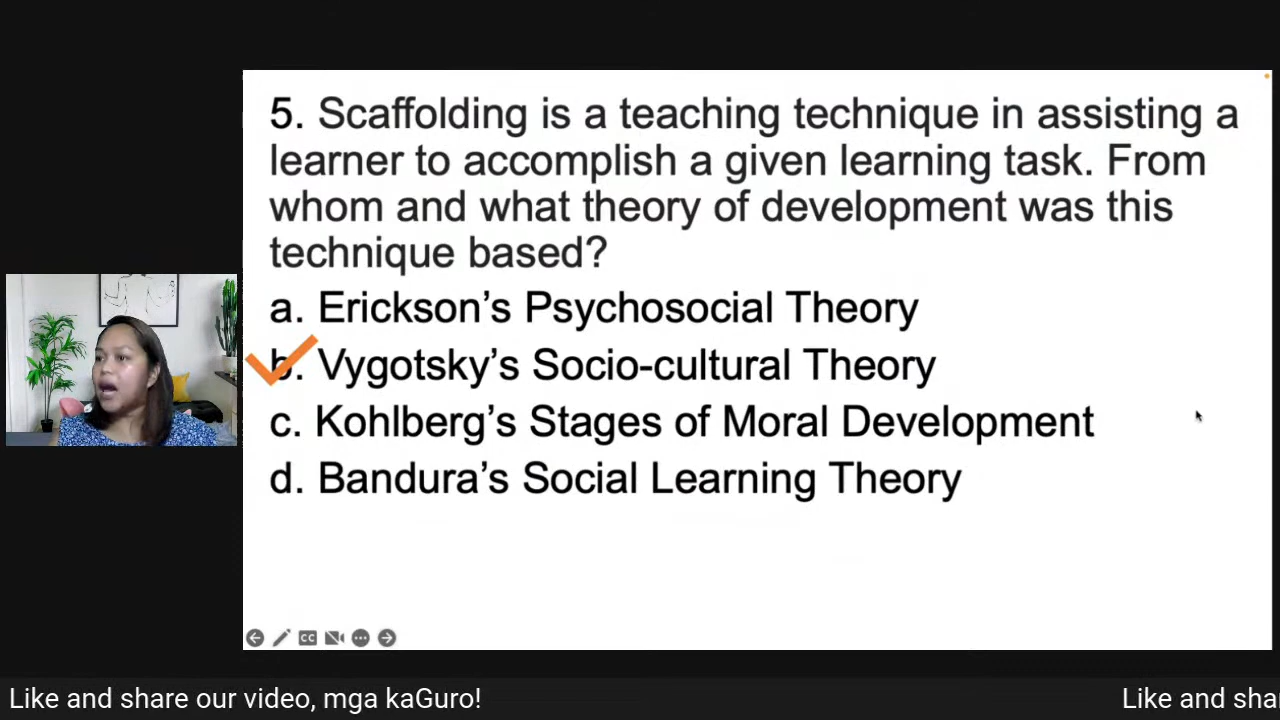 5. Scaffolding is a teaching technique in assisting a
learner to accomplish a given learning task. From
whom and what theory of development was this
technique based?
a. Erickson’s Psychosocial Theory
b. Vygotsky’s Socio-cultural Theory
c. Kohlberg’s Stages of Moral Development
d. Bandura’s Social Learning Theory
CC
Like and share our video, mga kaGuro!
Like and sha